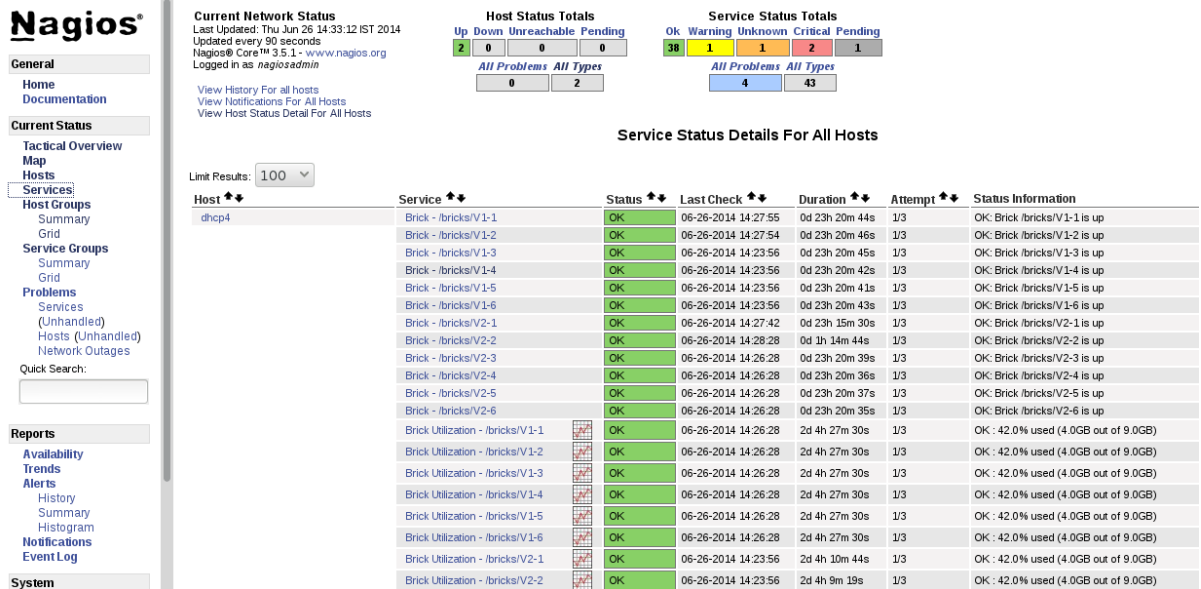 Nagios®
General
Home
Documentation
Current Status
Tactical Overview
Map
Hosts
Services
Host Groups
Summary
Grid
Service Groups
Summary
Grid
Problems
Services
(Unhandled)
Hosts (Unhandled)
Network Outages
Quick Search:
Reports
Availability
Trends
Alerts
History
Summary
Histogram
Notifications
Event Log
System
Current Network Status
Last Updated: Thu Jun 26 14:33:12 IST 2014
Updated every 90 seconds
Nagios® Core™ 3.5.1 - www.nagios.org
Logged in as nagiosadmin
View History For all hosts
View Notifications For All Hosts
View Host Status Detail For All Hosts
Host Status Totals
Up Down Unreachable Pending
2 0 0 0
All Problems All Types
0 2
Service Status Totals
Ok Warning Unknown Critical Pending
38 1 1 2 1
All Problems All Types
4 43
Service Status Details For All Hosts
Limit Results: 100
Host Service Status Last Check Duration Attempt Status Information
dhcp4 Brick - /bricks/V1-1 OK 06-26-2014 14:27:55 0d 23h 20m 44s 1/3 OK: Brick /bricks/V1-1 is up
Brick - /bricks/V1-2 OK 06-26-2014 14:27:54 0d 23h 20m 46s 1/3 OK: Brick /bricks/V1-2 is up
Brick - /bricks/V1-3 OK 06-26-2014 14:23:56 0d 23h 20m 45s 1/3 OK: Brick /bricks/V1-3 is up
Brick - /bricks/V1-4 OK 06-26-2014 14:23:56 0d 23h 20m 42s 1/3 OK: Brick /bricks/V1-4 is up
Brick - /bricks/V1-5 OK 06-26-2014 14:23:56 0d 23h 20m 41s 1/3 OK: Brick /bricks/V1-5 is up
Brick - /bricks/V1-6 OK 06-26-2014 14:23:56 0d 23h 20m 43s 1/3 OK: Brick /bricks/V1-6 is up
Brick - /bricks/V2-1 OK 06-26-2014 14:27:42 0d 23h 15m 30s 1/3 OK: Brick /bricks/V2-1 is up
Brick - /bricks/V2-2 OK 06-26-2014 14:28:28 0d 1h 14m 44s 1/3 OK: Brick /bricks/V2-2 is up
Brick - /bricks/V2-3 OK 06-26-2014 14:26:28 0d 23h 20m 39s 1/3 OK: Brick /bricks/V2-3 is up
Brick - /bricks/V2-4 OK 06-26-2014 14:26:28 0d 23h 20m 36s 1/3 OK: Brick /bricks/V2-4 is up
Brick - /bricks/V2-5 OK 06-26-2014 14:26:28 0d 23h 20m 37s 1/3 OK: Brick /bricks/V2-5 is up
Brick - /bricks/V2-6 OK 06-26-2014 14:26:28 0d 23h 20m 35s 1/3 OK: Brick /bricks/V2-6 is up
Brick Utilization - /bricks/V1-1 OK 06-26-2014 14:26:28 2d 4h 27m 30s 1/3 OK : 42.0% used (4.0GB out of 9.0GB)
Brick Utilization - /bricks/V1-2 OK 06-26-2014 14:26:28 2d 4h 27m 30s 1/3 OK : 42.0% used (4.0GB out of 9.0GB)
Brick Utilization - /bricks/V1-3 OK 06-26-2014 14:26:28 2d 4h 27m 30s 1/3 OK : 42.0% used (4.0GB out of 9.0GB)
Brick Utilization - /bricks/V1-4 OK 06-26-2014 14:26:28 2d 4h 27m 30s 1/3 OK : 42.0% used (4.0GB out of 9.0GB)
Brick Utilization - /bricks/V1-5 OK 06-26-2014 14:26:28 2d 4h 27m 30s 1/3 OK : 42.0% used (4.0GB out of 9.0GB)
Brick Utilization - /bricks/V1-6 OK 06-26-2014 14:26:28 2d 4h 27m 30s 1/3 OK : 42.0% used (4.0GB out of 9.0GB)
Brick Utilization - /bricks/V2-1 OK 06-26-2014 14:23:56 2d 4h 10m 44s 1/3 OK : 42.0% used (4.0GB out of 9.0GB)
Brick Utilization - /bricks/V2-2 OK 06-26-2014 14:23:56 2d 4h 9m 19s 1/3 OK : 42.0% used (4.0GB out of 9.0GB)